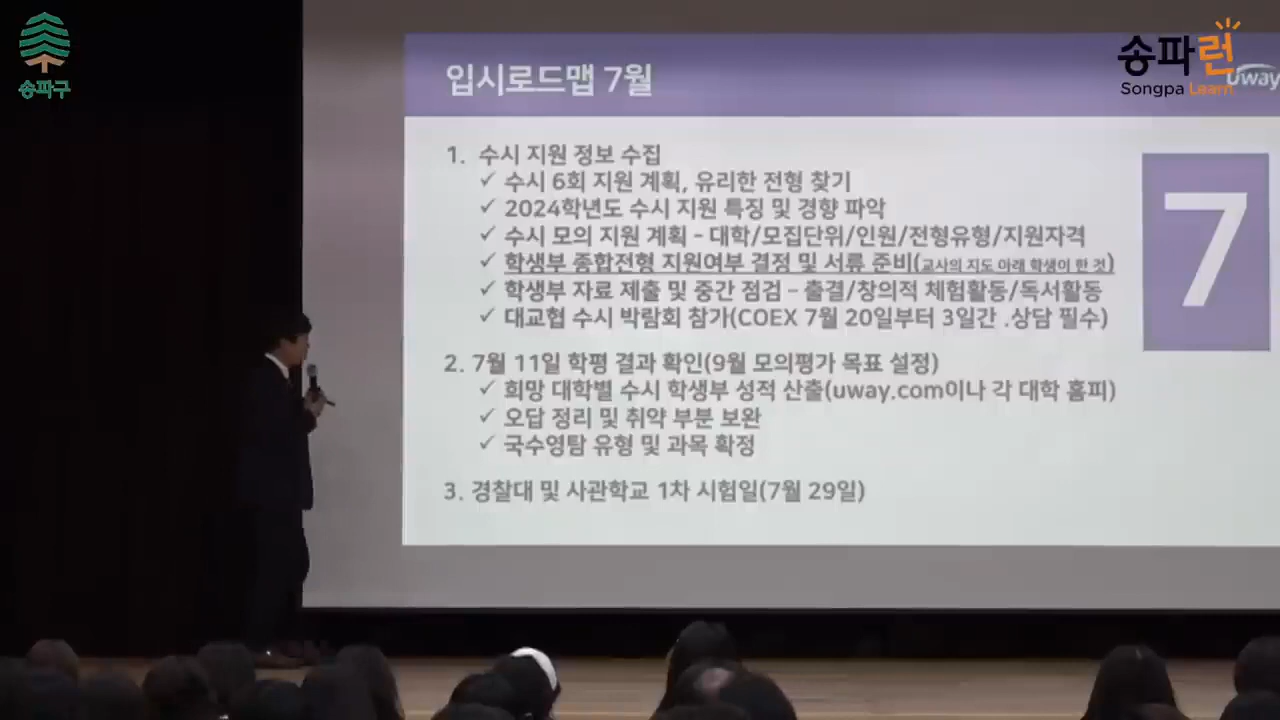 송파구
송파런
Songpa Learn
uway
입시로드맵 7월
7
1. 수시 지원 정보 수집
✓ 수시 6회 지원 계획, 유리한 전형 찾기
✓ 2024학년도 수시 지원 특징 및 경향 파악
✓ 수시 모의 지원 계획 - 대학/모집단위/인원/전형유형/지원자격
✓ 학생부 종합전형 지원여부 결정 및 서류 준비(교사의 지도 아래 학생이 한 것)
✓ 학생부 자료 제출 및 중간 점검 - 출결/창의적 체험활동/독서활동
✓ 대교협 수시 박람회 참가(COEX 7월 20일부터 3일간 .상담 필수)
2. 7월 11일 학평 결과 확인(9월 모의평가 목표 설정)
✓ 희망 대학별 수시 학생부 성적 산출(uway.com이나 각 대학 홈피)
✓ 오답 정리 및 취약 부분 보완
✓ 국수영탐 유형 및 과목 확정
3. 경찰대 및 사관학교 1차 시험일(7월 29일)